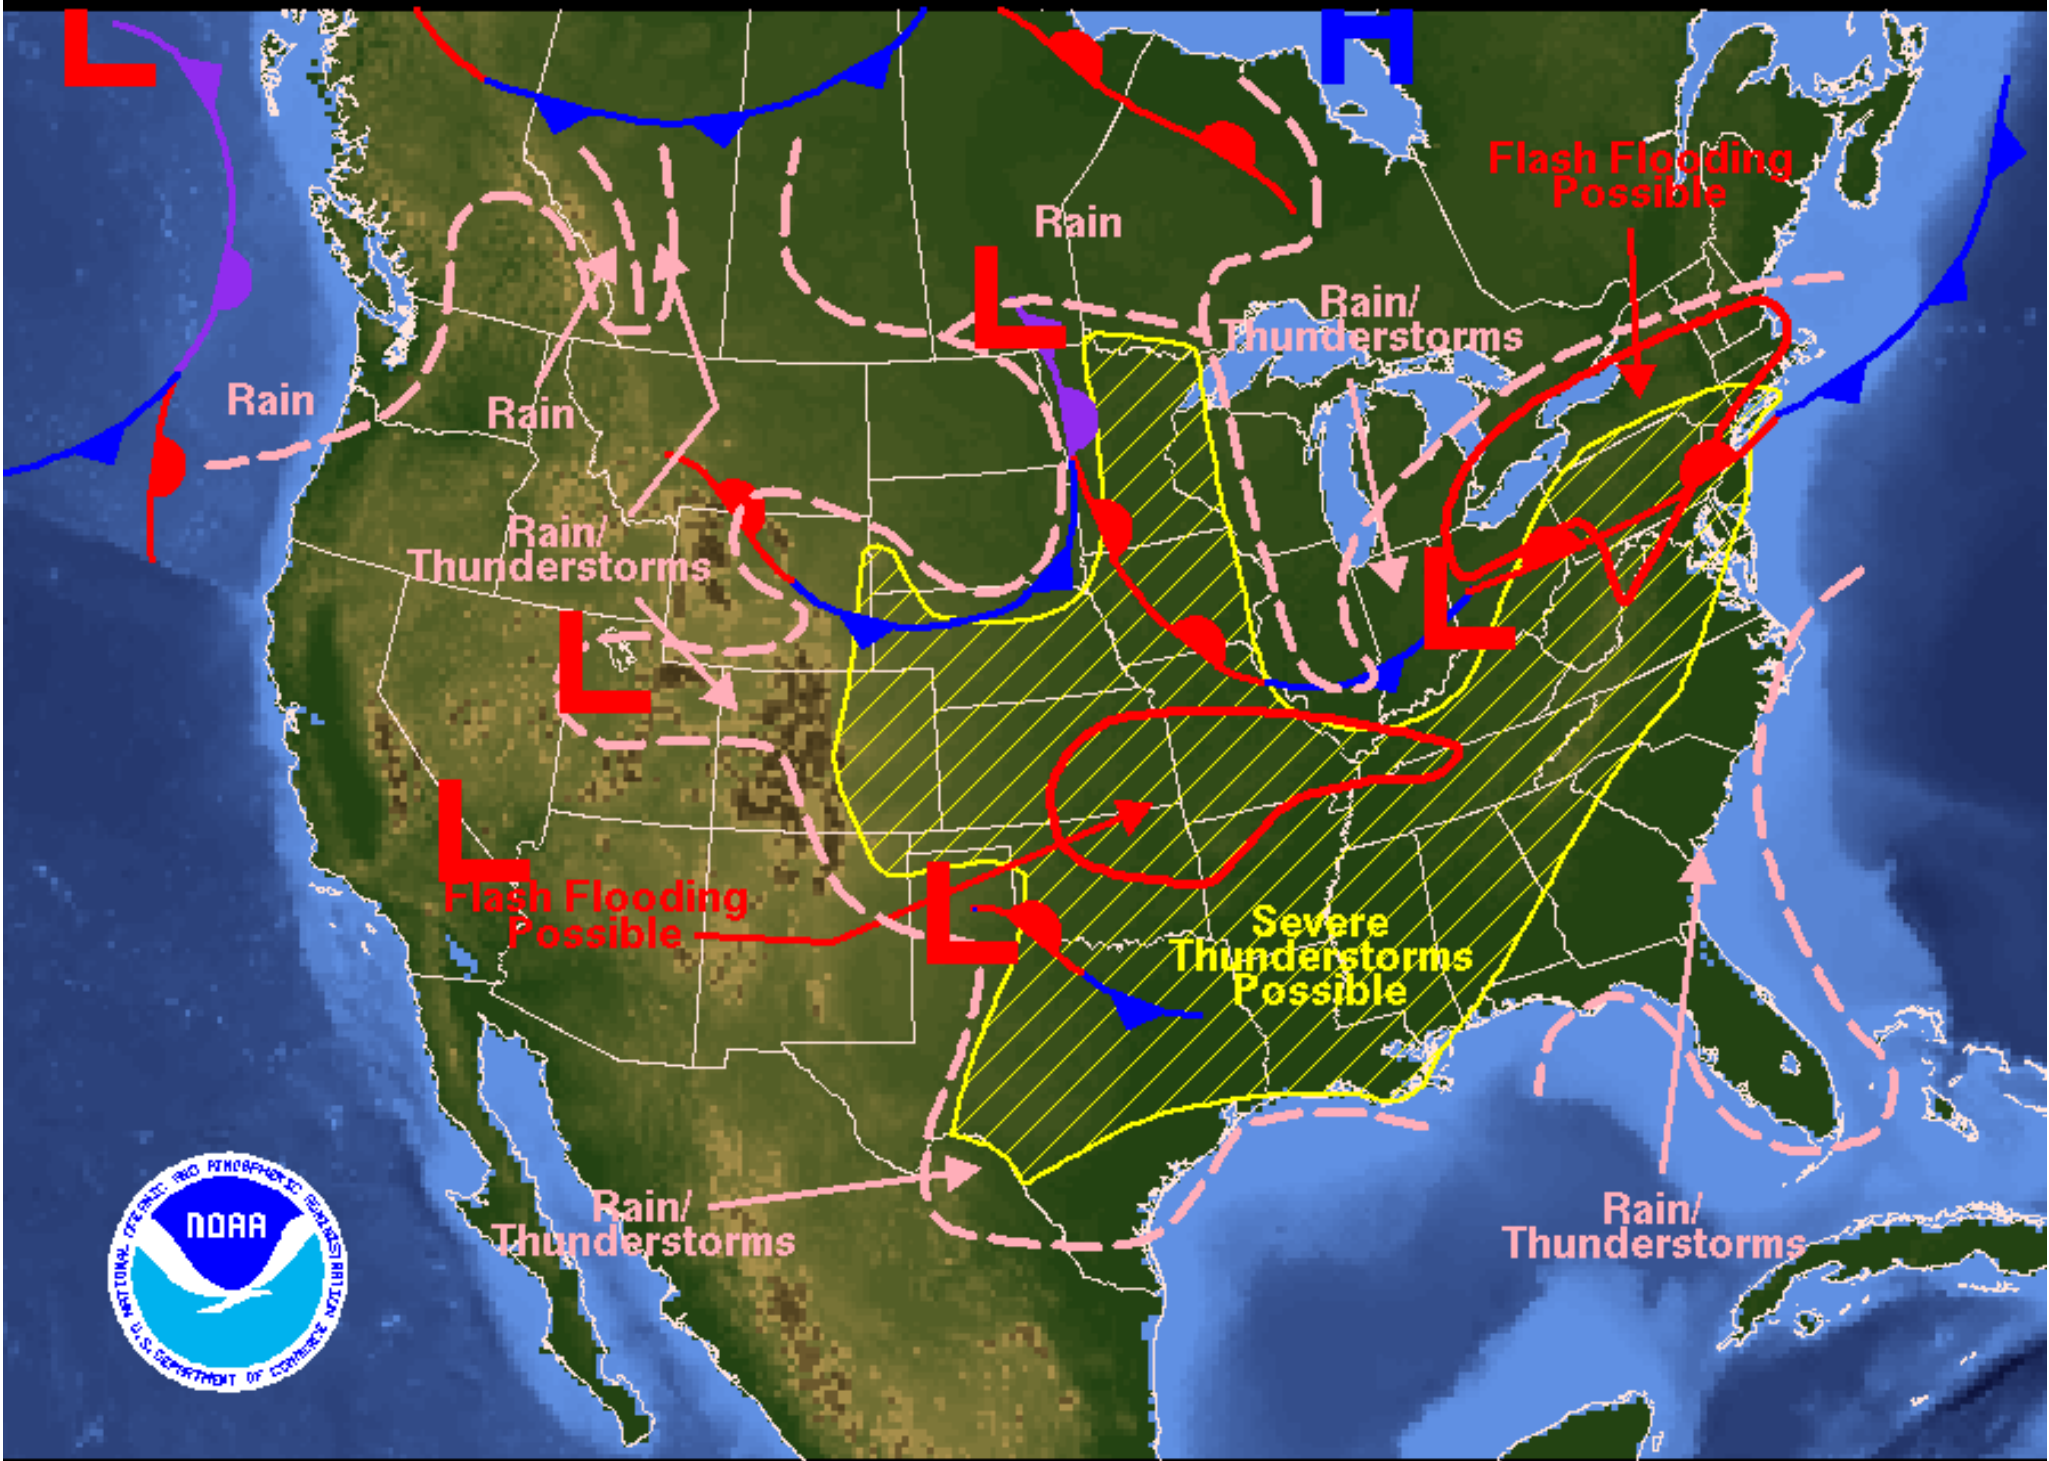 L
H
Flash Flooding
Possible
Rain
L
Rain/
Thunderstorms
Rain
Rain
Rain/
Thunderstorms
L
L
L
L
Flash Flooding
Possible
L
Severe
Thunderstorms
Possible
Rain/
Thunderstorms
Rain/
Thunderstorms
NOAA
NATIONAL OCEANIC AND ATMOSPHERIC ADMINISTRATION
U.S. DEPARTMENT OF COMMERCE